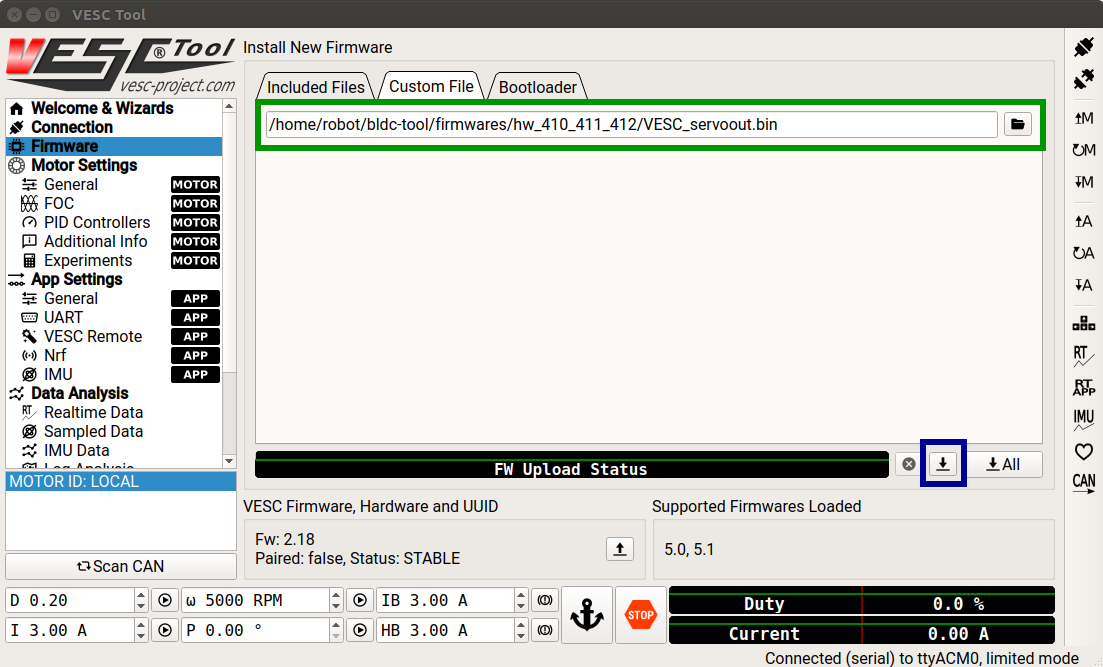 VESC Tool
VESC® Tool
vesc-project.com
Install New Firmware
Included Files
Custom File
Bootloader
/home/robot/bldc-tool/firmwares/hw_410_411_412/VESC_servoout.bin
Welcome & Wizards
Connection
Firmware
Motor Settings
General MOTOR
FOC MOTOR
PID Controllers MOTOR
Additional Info MOTOR
Experiments MOTOR
App Settings
General APP
UART APP
VESC Remote APP
Nrf APP
IMU APP
Data Analysis
RT Realtime Data
Sampled Data
IMU Data
Log Analysis
MOTOR ID: LOCAL
Scan CAN
FW Upload Status
All
VESC Firmware, Hardware and UUID
Fw: 2.18
Paired: false, Status: STABLE
Supported Firmwares Loaded
5.0, 5.1
D 0.20
ω 5000 RPM
IB 3.00 A
I 3.00 A
P 0.00 °
HB 3.00 A
STOP
Duty 0.0 %
Current 0.00 A
Connected (serial) to ttyACM0, limited mode
M
M
M
A
A
A
RT
RT
APP
IMU
CAN